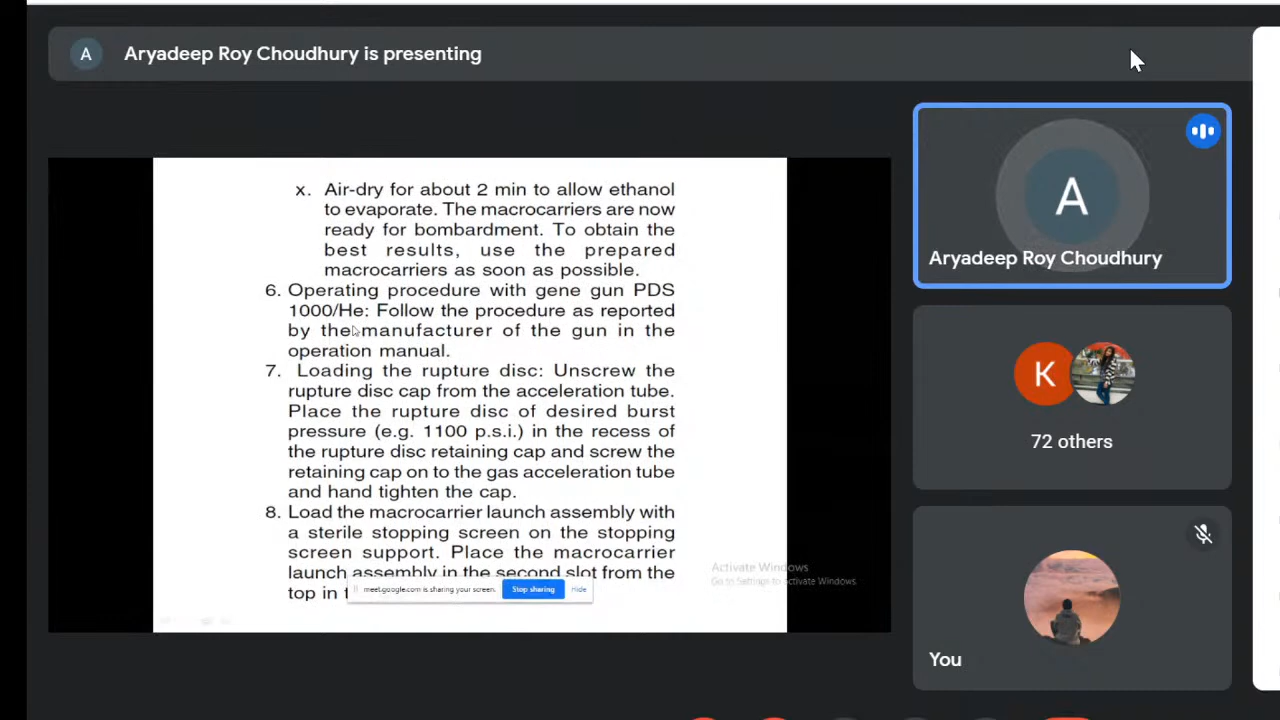 A Aryadeep Roy Choudhury is presenting
x. Air-dry for about 2 min to allow ethanol
to evaporate. The macrocarriers are now
ready for bombardment. To obtain the
best results, use the prepared
macrocarriers as soon as possible.
6. Operating procedure with gene gun PDS
1000/He: Follow the procedure as reported
by the manufacturer of the gun in the
operation manual.
7. Loading the rupture disc: Unscrew the
rupture disc cap from the acceleration tube.
Place the rupture disc of desired burst
pressure (e.g. 1100 p.s.i.) in the recess of
the rupture disc retaining cap and screw the
retaining cap on to the gas acceleration tube
and hand tighten the cap.
8. Load the macrocarrier launch assembly with
a sterile stopping screen on the stopping
screen support. Place the macrocarrier
launch assembly in the second slot from the
top in
meet.google.com is sharing your screen. Stop sharing Hide
Activate Windows
Go to Settings to activate Windows.
A
Aryadeep Roy Choudhury
K
72 others
You